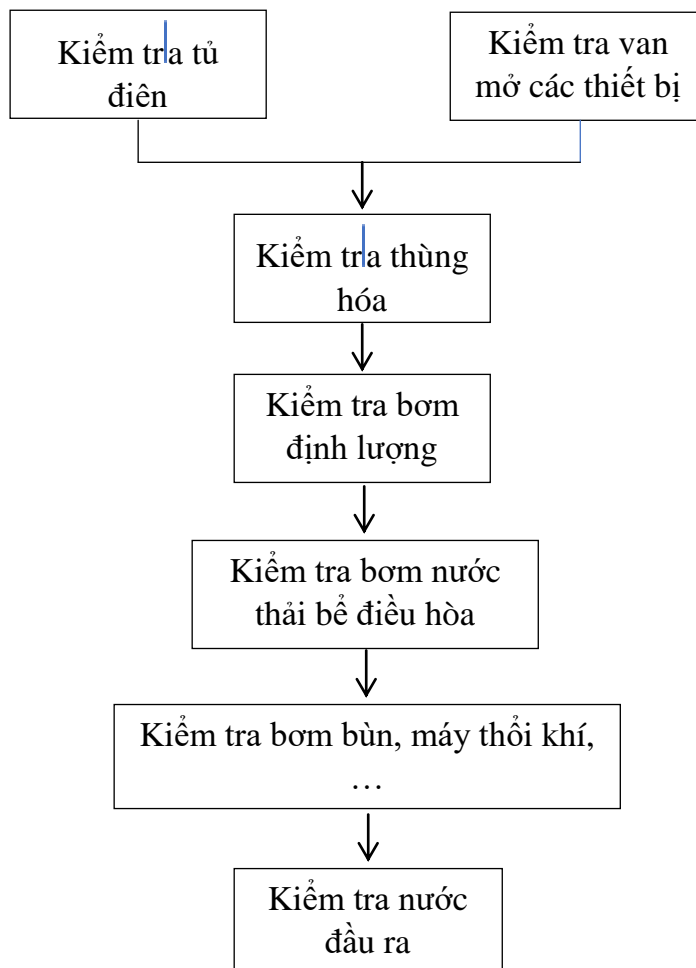 Kiểm tra tủ
điên
Kiểm tra van
mở các thiết bị
Kiểm tra thùng
hóa
Kiểm tra bơm
định lượng
Kiểm tra bơm nước
thải bể điều hòa
Kiểm tra bơm bùn, máy thổi khí,
…
Kiểm tra nước
đầu ra